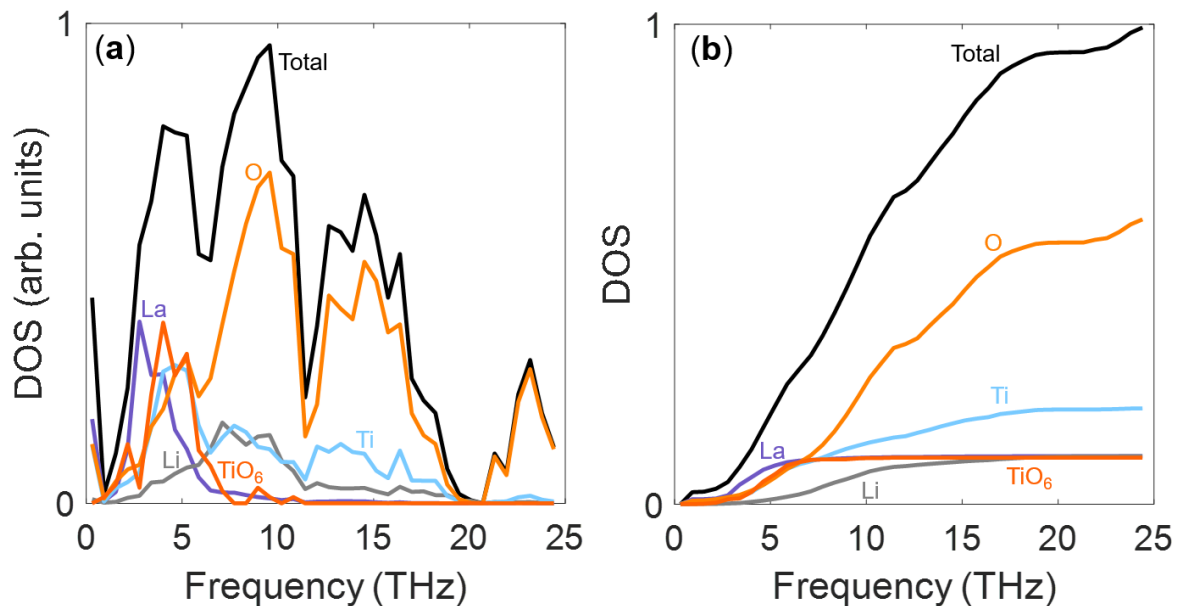 (a)
1
Total
O
La
Li
Ti
TiO₆
0
DOS (arb. units)
0 5 10 15 20 25
Frequency (THz)
(b)
1
Total
O
Ti
La
TiO₆
Li
0
DOS
0 5 10 15 20 25
Frequency (THz)